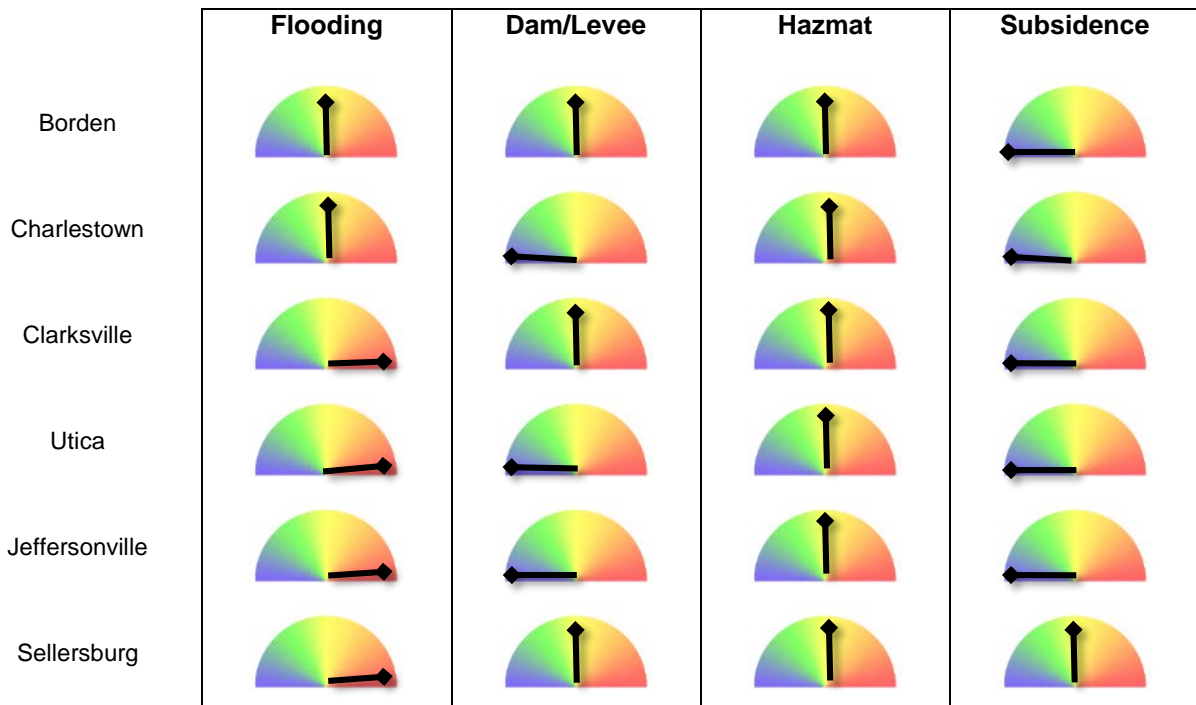 Flooding Dam/Levee Hazmat Subsidence
Borden
Charlestown
Clarksville
Utica
Jeffersonville
Sellersburg